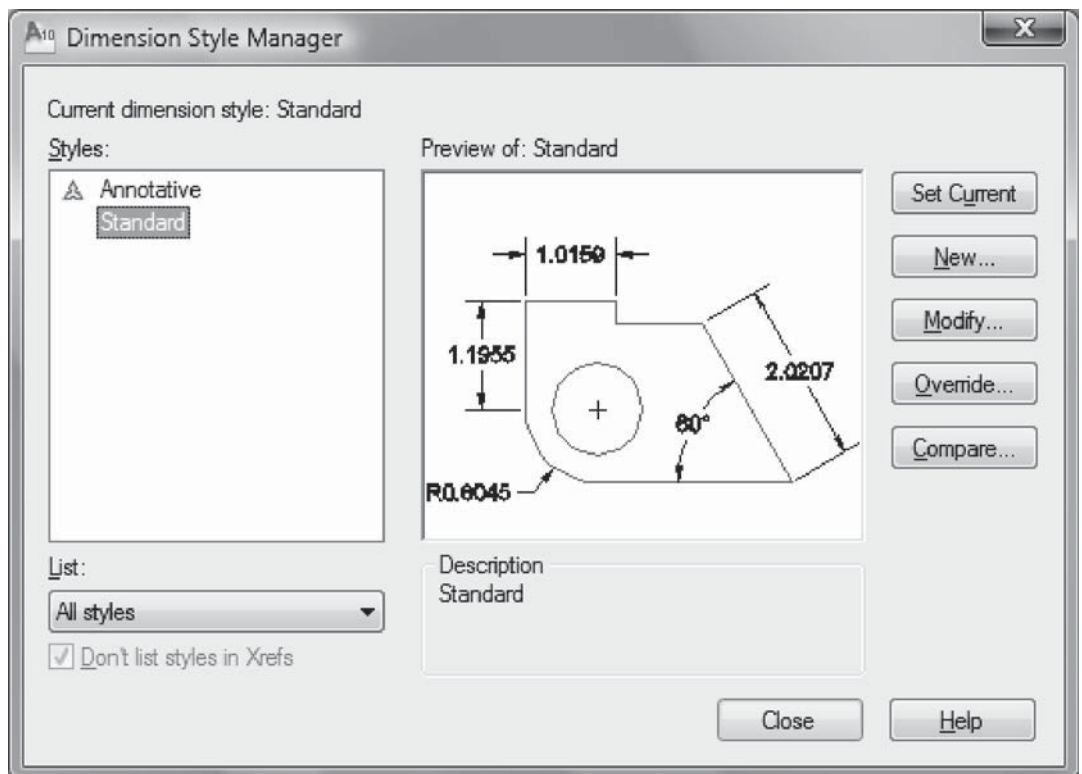 A10 Dimension Style Manager
Current dimension style: Standard
Styles:
Annotative
Standard
Preview of: Standard
1.0159
1.1955
2.0207
60°
R0.6045
Set Current
New...
Modify...
Override...
Compare...
List:
All styles
Don't list styles in Xrefs
Description
Standard
Close
Help